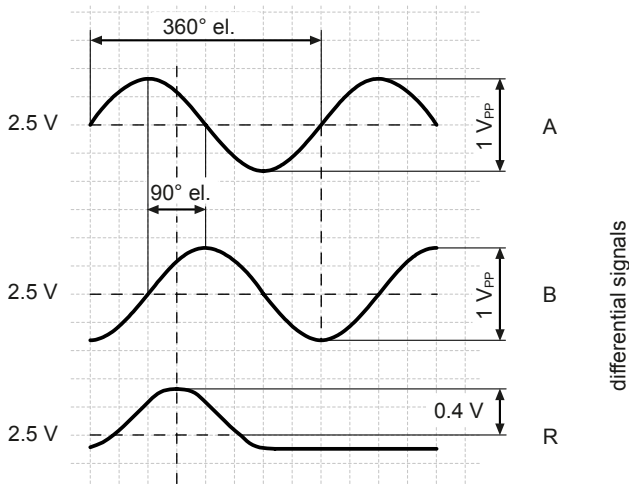 360° el.
2.5 V
1 VPP
A
90° el.
2.5 V
1 VPP
B
differential signals
0.4 V
2.5 V
R